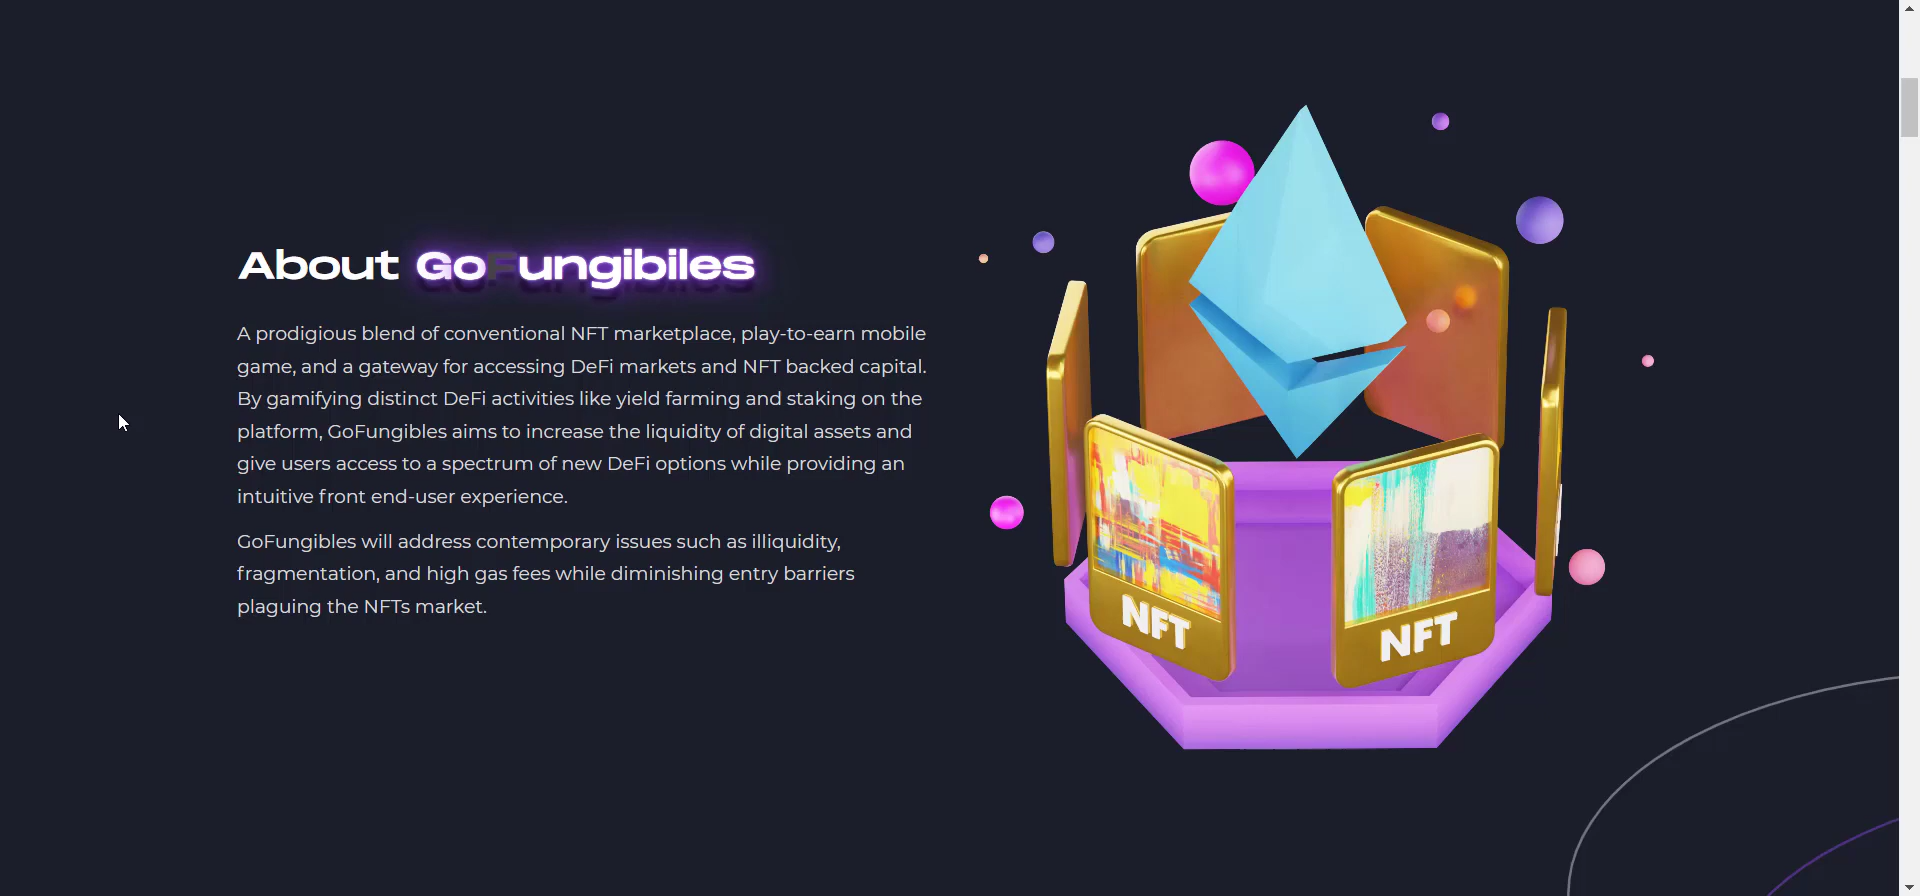 About GoFungibiles
A prodigious blend of conventional NFT marketplace, play-to-earn mobile
game, and a gateway for accessing DeFi markets and NFT backed capital.
By gamifying distinct DeFi activities like yield farming and staking on the
platform, GoFungibles aims to increase the liquidity of digital assets and
give users access to a spectrum of new DeFi options while providing an
intuitive front end-user experience.
GoFungibles will address contemporary issues such as illiquidity,
fragmentation, and high gas fees while diminishing entry barriers
plaguing the NFTs market.
NFT
NFT